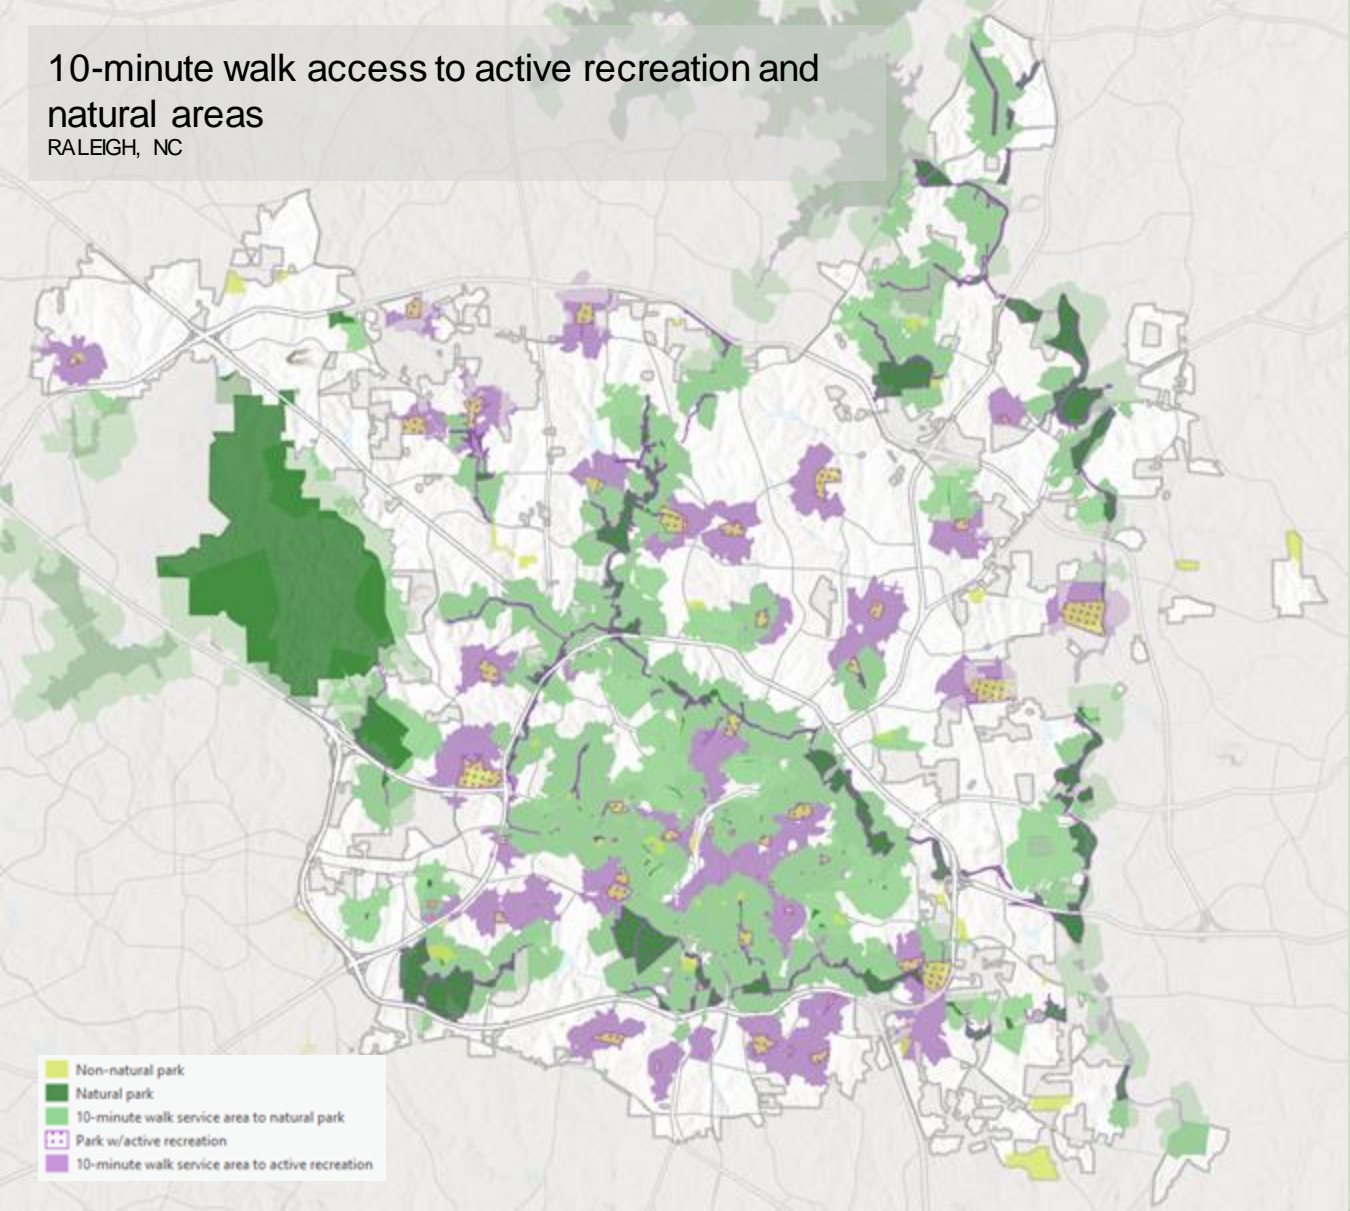 10-minute walk access to active recreation and
natural areas
RALEIGH, NC
Non-natural park
Natural park
10-minute walk service area to natural park
Park w/active recreation
10-minute walk service area to active recreation